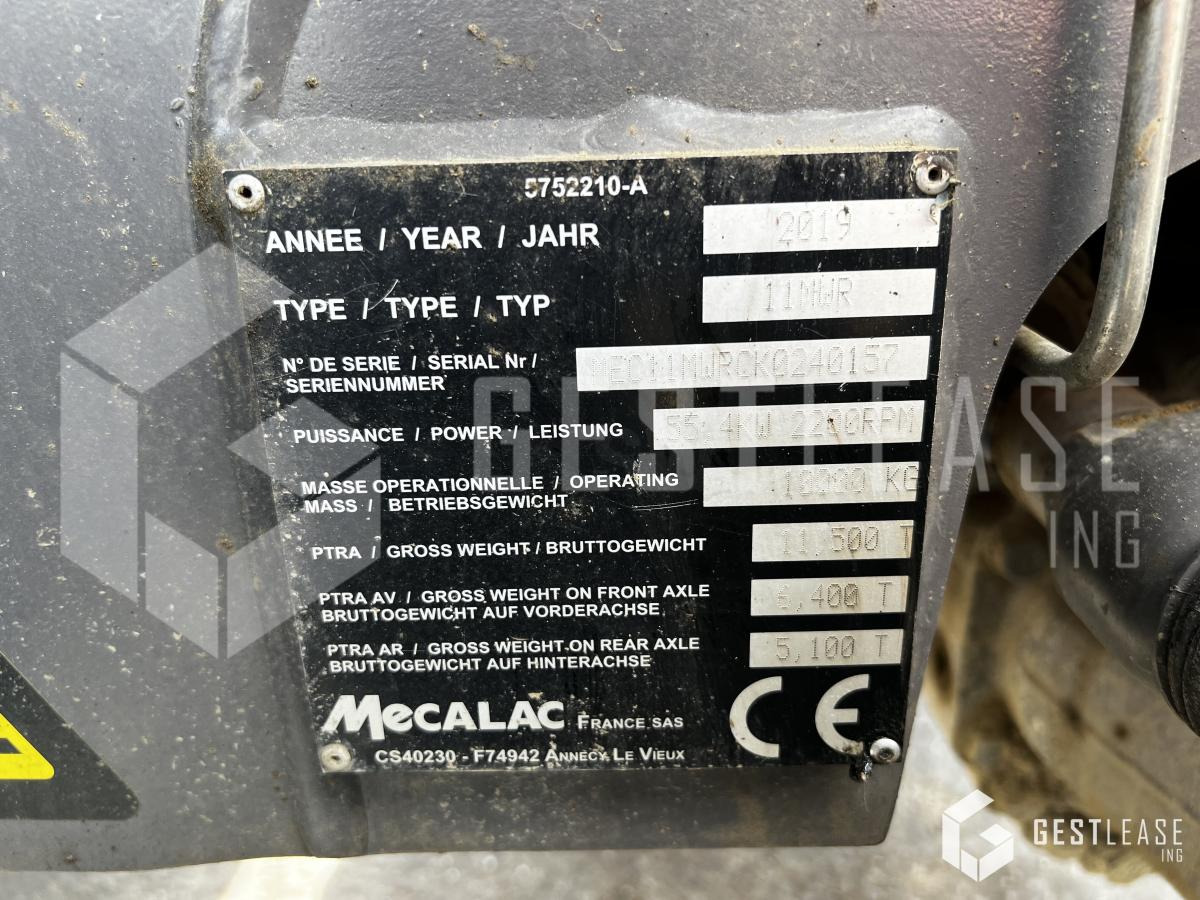 5752210-A
ANNEE / YEAR / JAHR 2019
TYPE / TYPE / TYP 11MWR
N° DE SERIE / SERIAL Nr / MEC11MWRCK0240157
SERIENNUMMER
PUISSANCE / POWER / LEISTUNG 55.4KW 2200RPM
MASSE OPERATIONNELLE / OPERATING 10000 KG
MASS / BETRIEBSGEWICHT
PTRA / GROSS WEIGHT / BRUTTOGEWICHT 11,500 T
PTRA AV / GROSS WEIGHT ON FRONT AXLE 6,400 T
BRUTTOGEWICHT AUF VORDERACHSE
PTRA AR / GROSS WEIGHT ON REAR AXLE 5,100 T
BRUTTOGEWICHT AUF HINTERACHSE
MECALAC FRANCE SAS
CS40230 - F74942 ANNECY LE VIEUX
CE
GESTLEASE
ING
GESTLEASE
ING